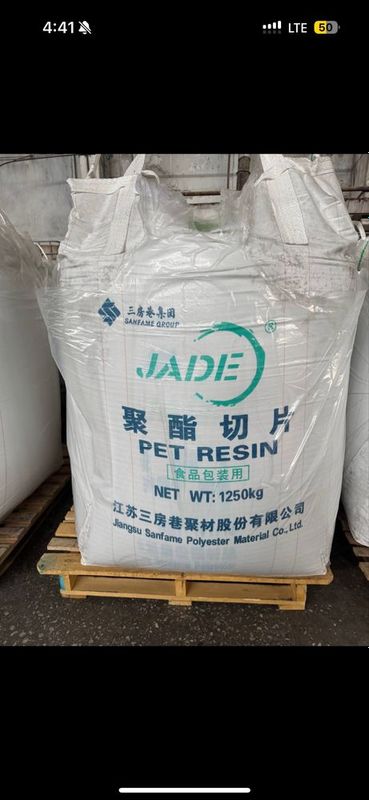 4:41
LTE
50
三房巷集团
SANFAME GROUP
JADE®
聚酯切片
PET RESIN
食品包装用
NET WT: 1250kg
江苏三房巷聚材股份有限公司
Jiangsu Sanfame Polyester Material Co., Ltd.